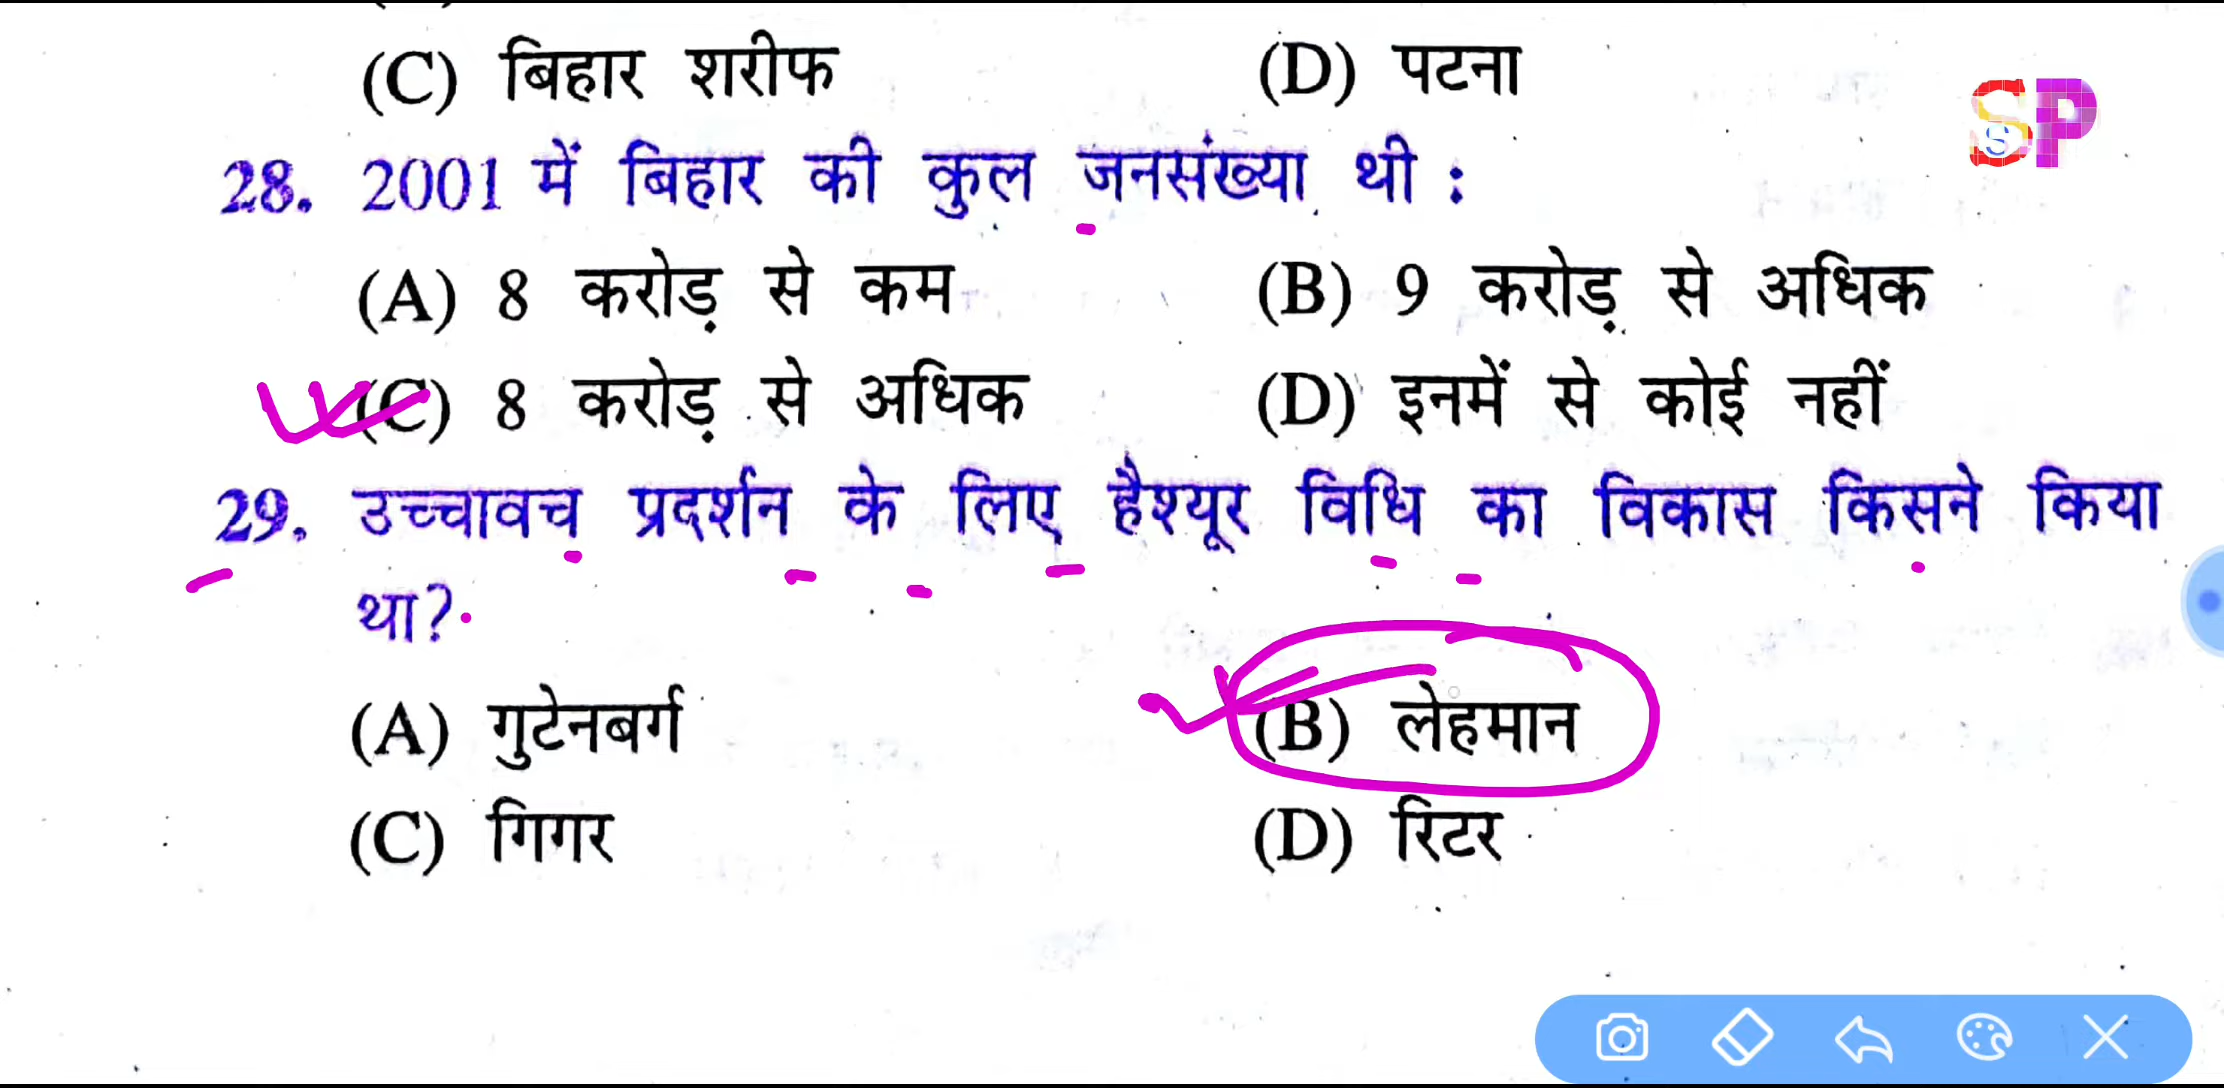 (C) बिहार शरीफ (D) पटना
SP
S
28. 2001 में बिहार की कुल जनसंख्या थी :
(A) 8 करोड़ से कम (B) 9 करोड़ से अधिक
(C) 8 करोड़ से अधिक (D) इनमें से कोई नहीं
29. उच्चावच प्रदर्शन के लिए हैश्यूर विधि का विकास किसने किया
था?
(A) गुटेनबर्ग (B) लेहमान
(C) गिगर (D) रिटर